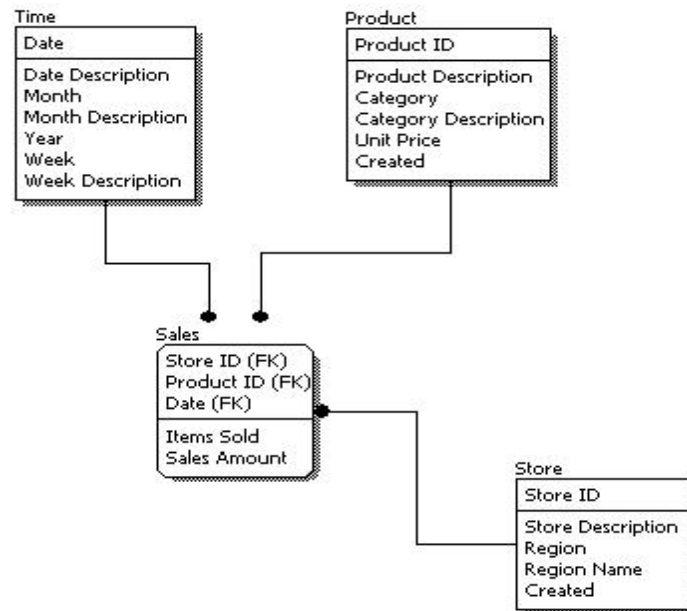 Time
Date
Date Description
Month
Month Description
Year
Week
Week Description
Product
Product ID
Product Description
Category
Category Description
Unit Price
Created
Sales
Store ID (FK)
Product ID (FK)
Date (FK)
Items Sold
Sales Amount
Store
Store ID
Store Description
Region
Region Name
Created